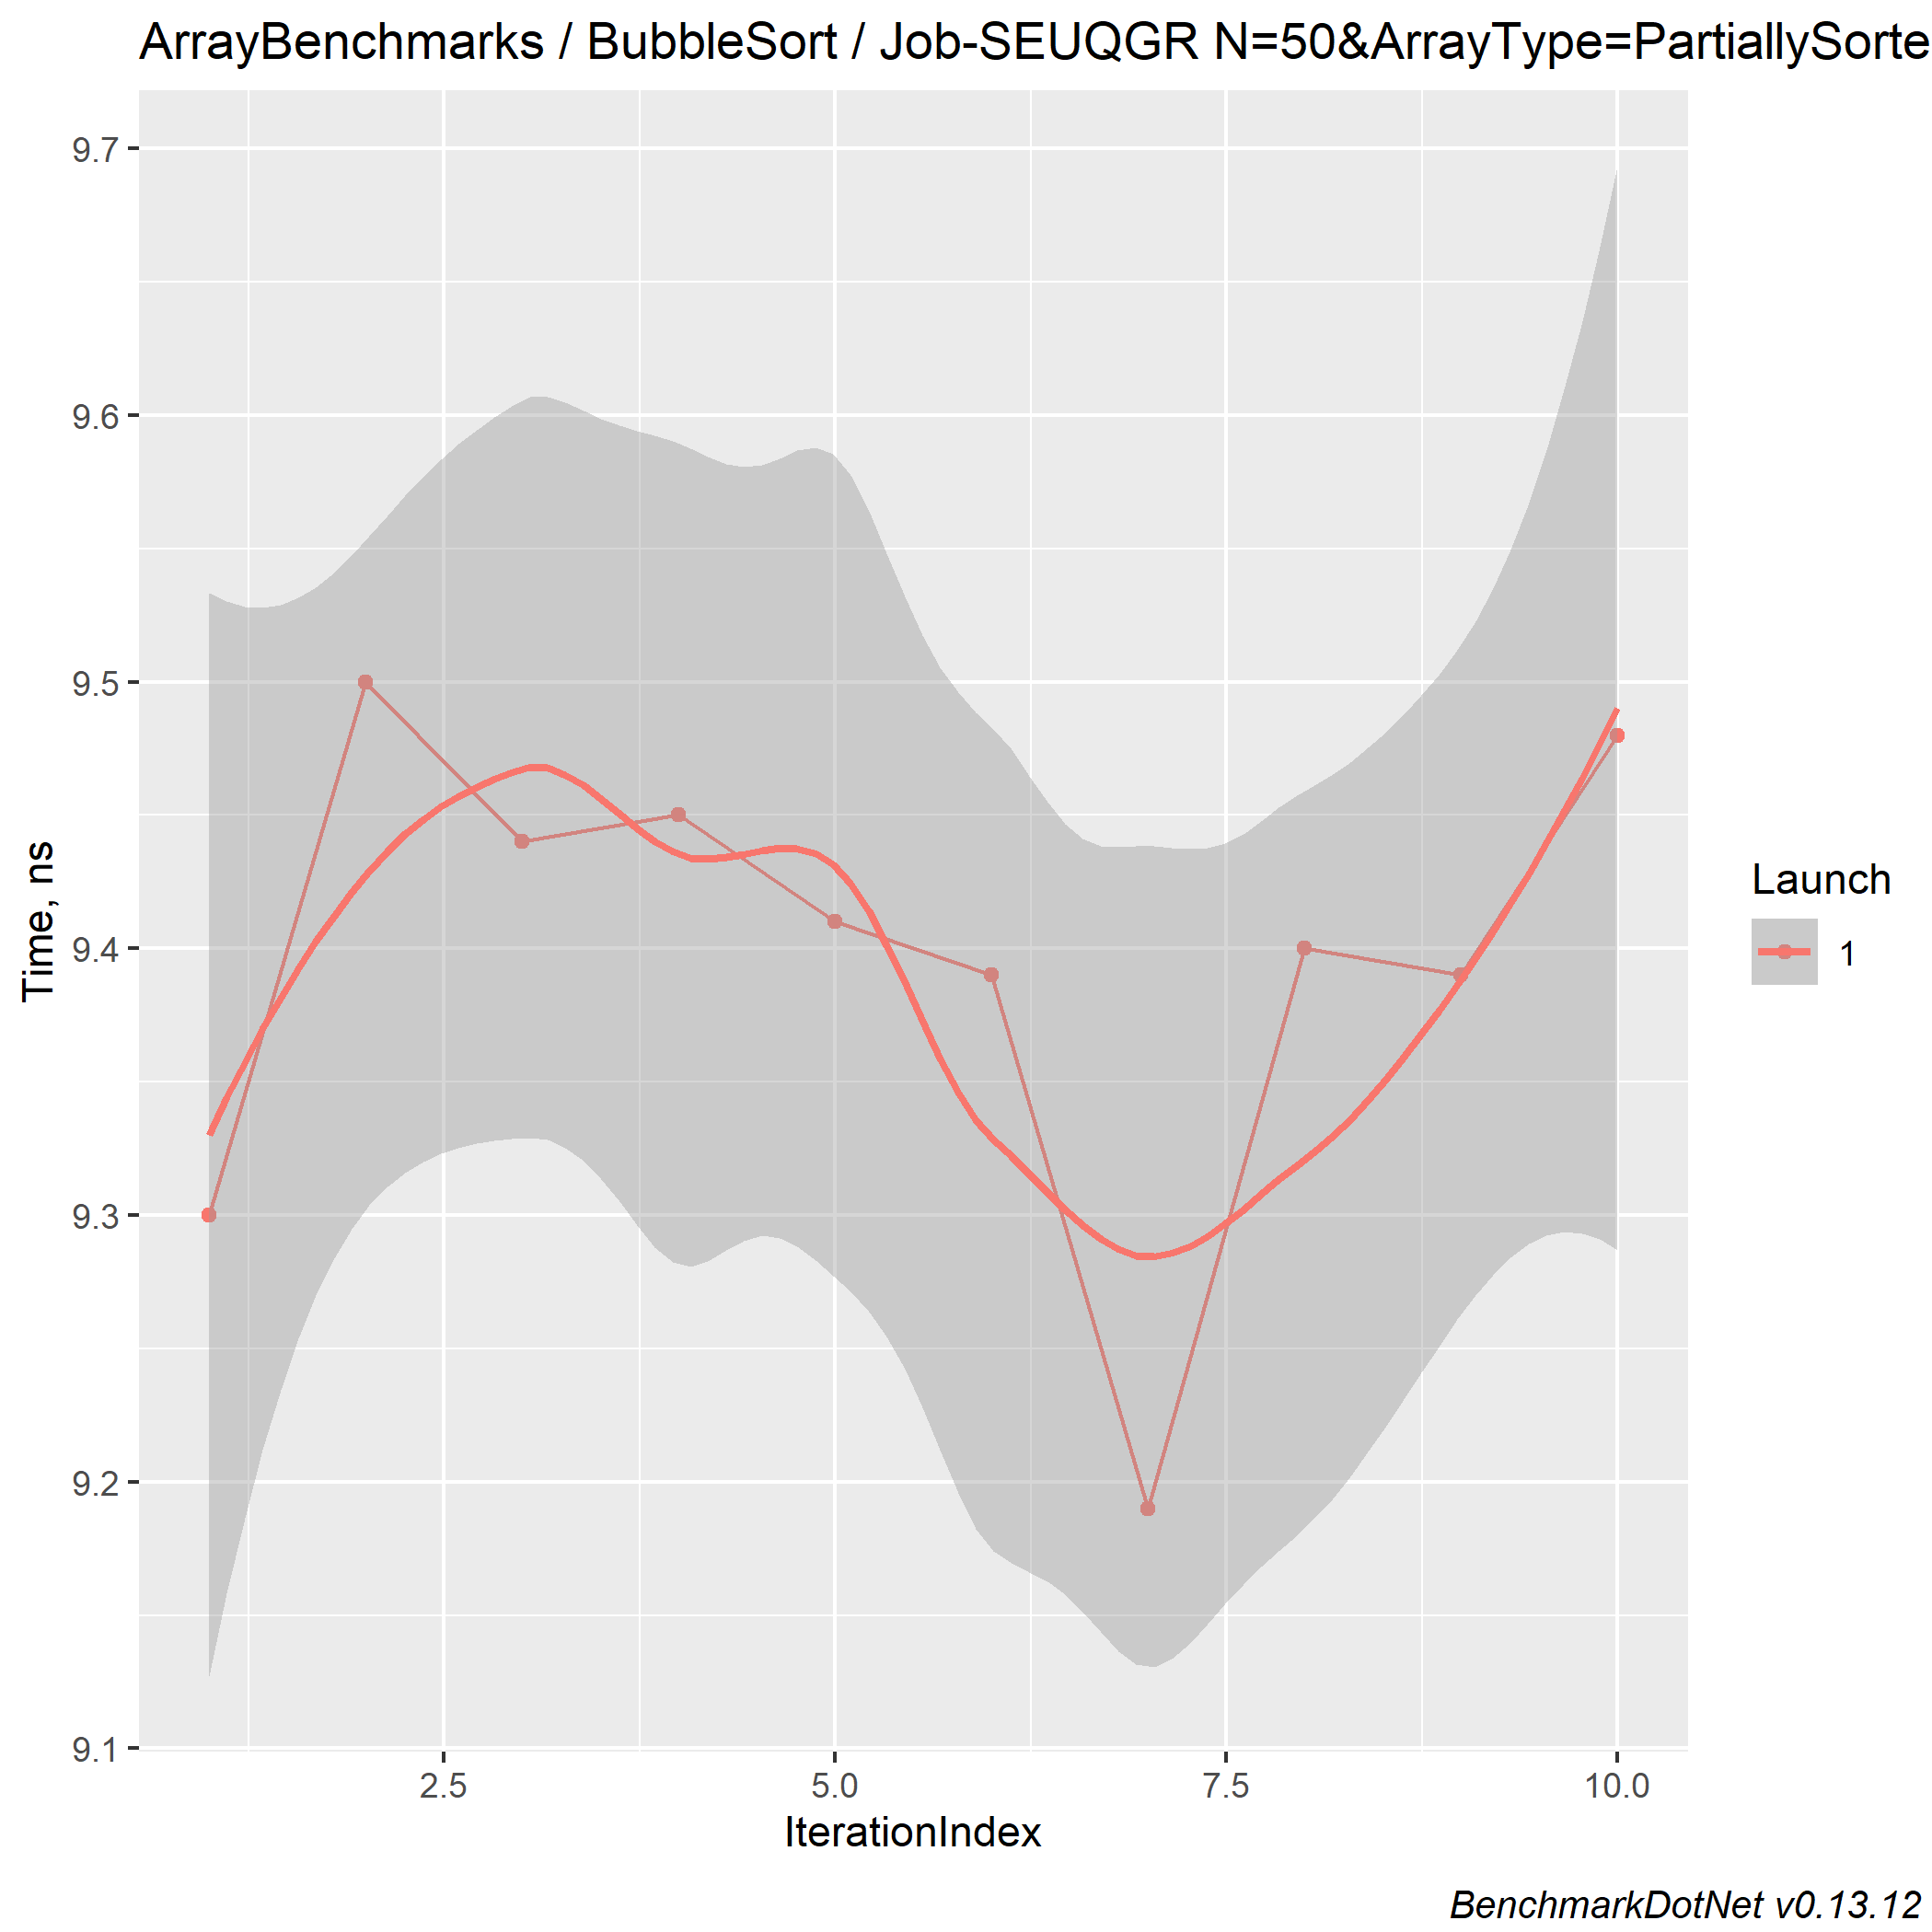 ArrayBenchmarks / BubbleSort / Job-SEUQGR N=50&ArrayType=PartiallySorte
9.7
9.6
9.5
9.4
9.3
9.2
9.1
Time, ns
2.5 5.0 7.5 10.0
IterationIndex
Launch
1
BenchmarkDotNet v0.13.12